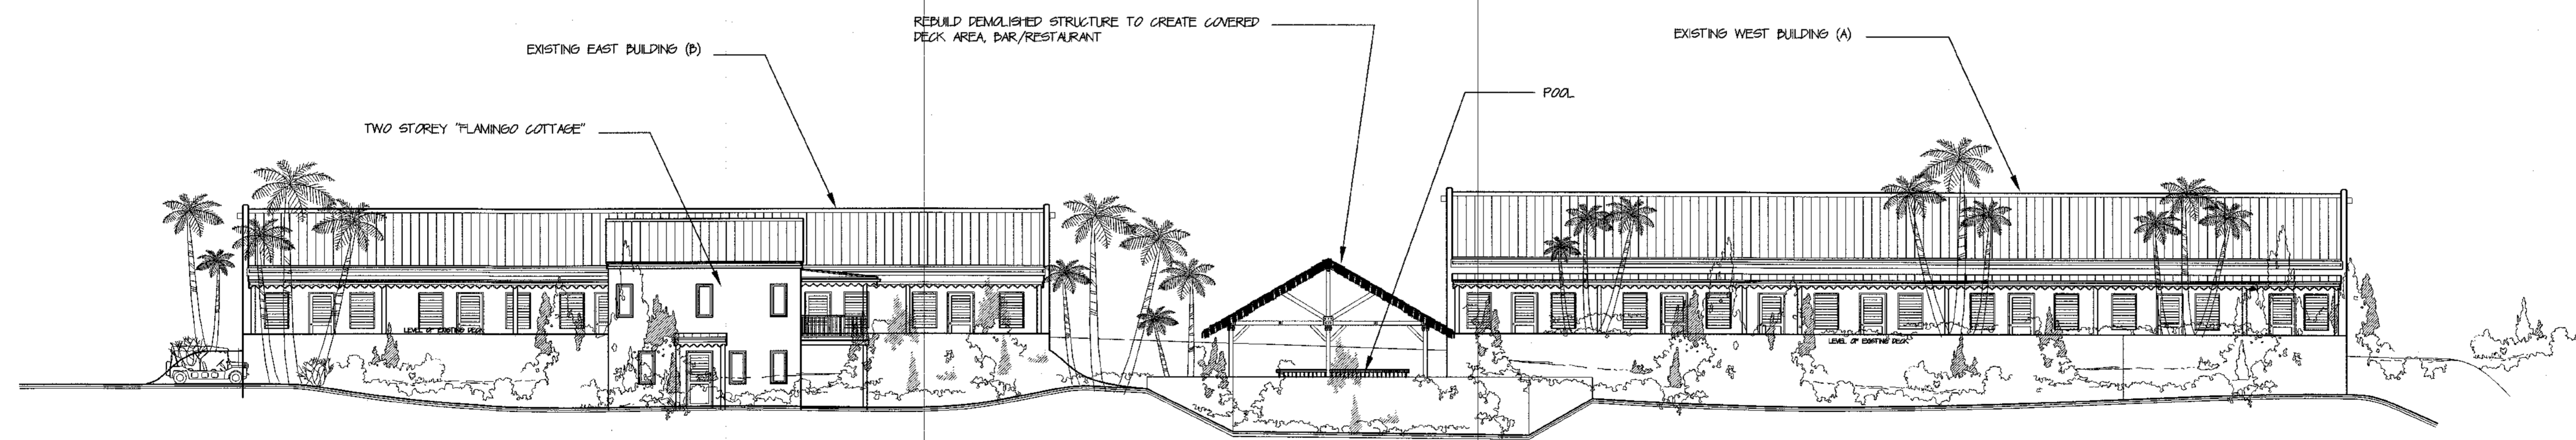 REBUILD DEMOLISHED STRUCTURE TO CREATE COVERED
DECK AREA, BAR/RESTAURANT
EXISTING EAST BUILDING (B)
EXISTING WEST BUILDING (A)
POOL
TWO STOREY "FLAMINGO COTTAGE"
LEVEL OF EXISTING DECK
LEVEL OF EXISTING DECK